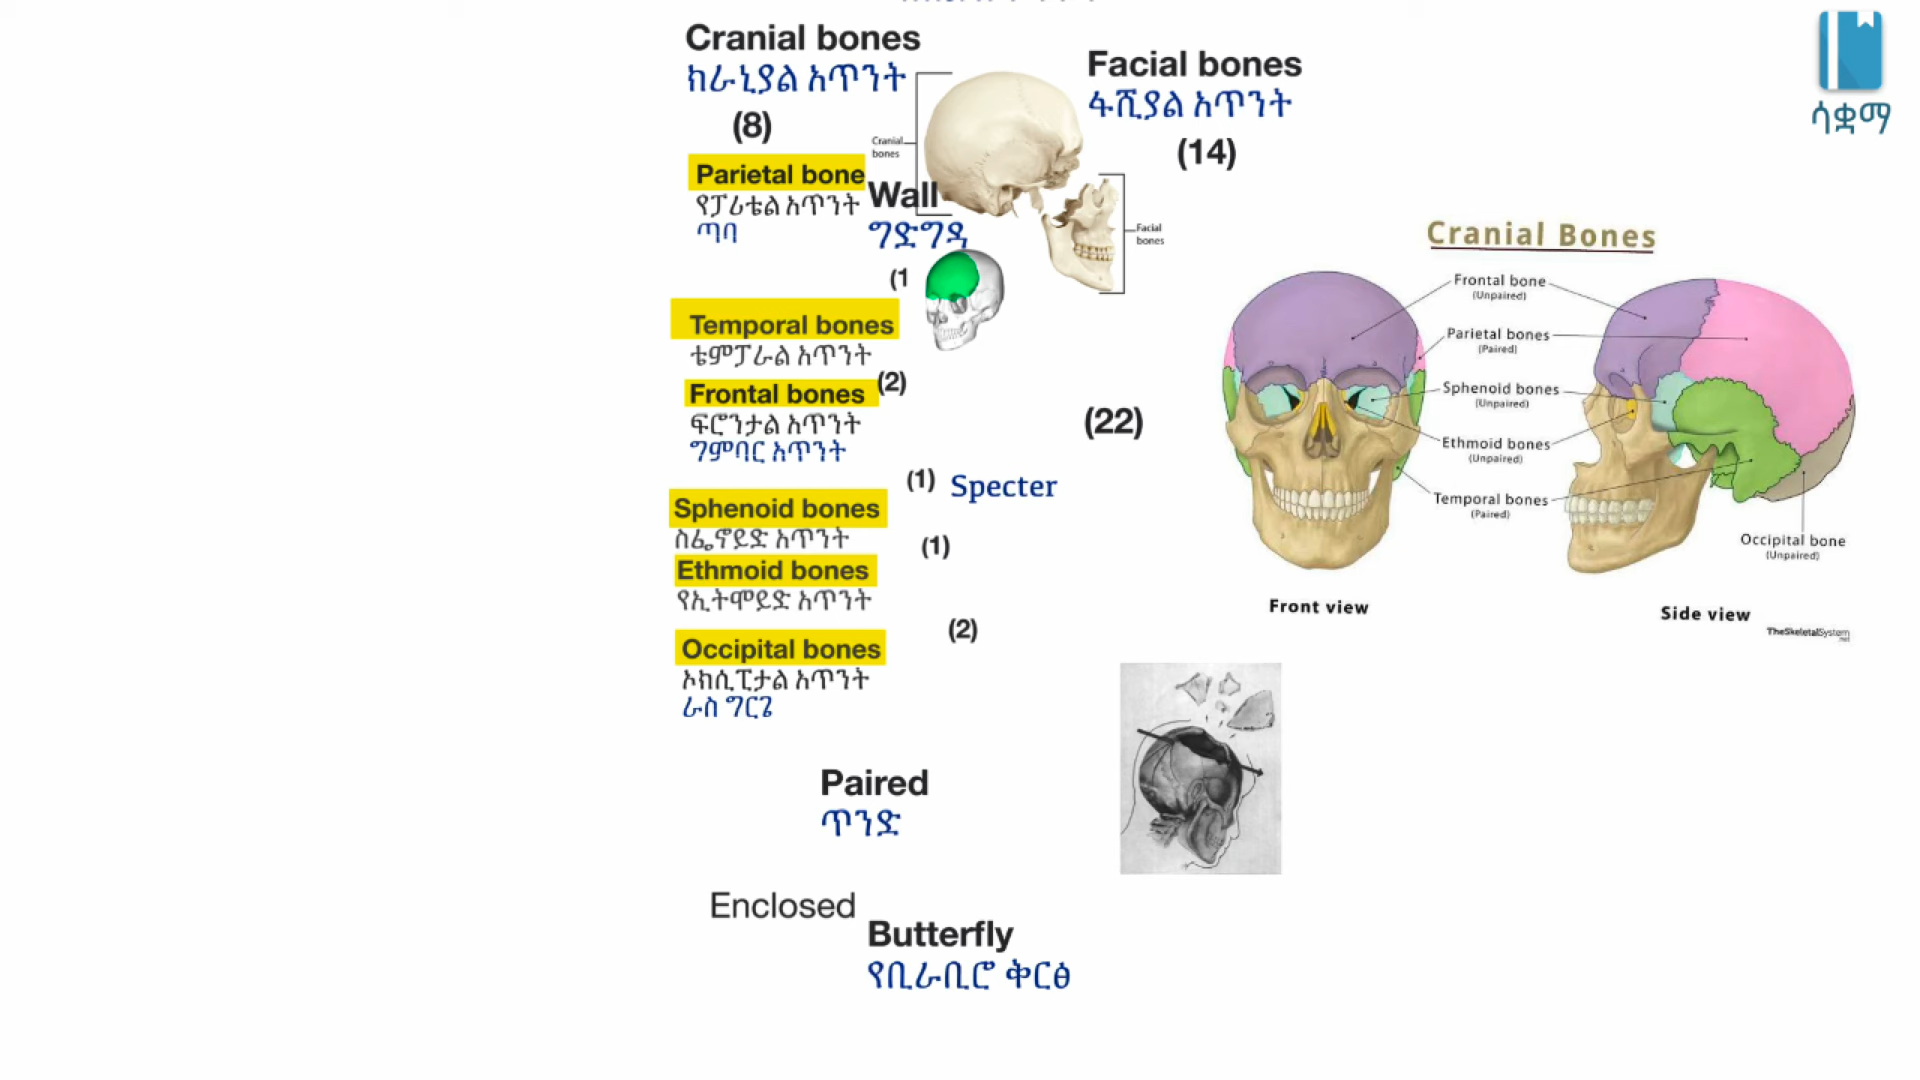 Cranial bones
ክራኒያል አጥንት
(8)
Facial bones
ፋሺያል አጥንት
(14)
ሳቋማ
Cranial
bones
Facial
bones
Parietal bone
የፓሪቴል አጥንት
ጣባ
Wall
ግድግዳ
(1
Temporal bones
ቴምፓራል አጥንት
(2)
Frontal bones
ፍሮንታል አጥንት
ግምባር አጥንት
(22)
(1)
Specter
Sphenoid bones
ስፌኖይድ አጥንት
(1)
Ethmoid bones
የኢትሞይድ አጥንት
(2)
Occipital bones
ኦክሲፒታል አጥንት
ራስ ግርጌ
Paired
ጥንድ
Enclosed
Butterfly
የቢራቢሮ ቅርፅ
Cranial Bones
Frontal bone
(Unpaired)
Parietal bones
(Paired)
Sphenoid bones
(Unpaired)
Ethmoid bones
(Unpaired)
Temporal bones
(Paired)
Occipital bone
(Unpaired)
Front view
Side view
TheSkeletalSystem
.net